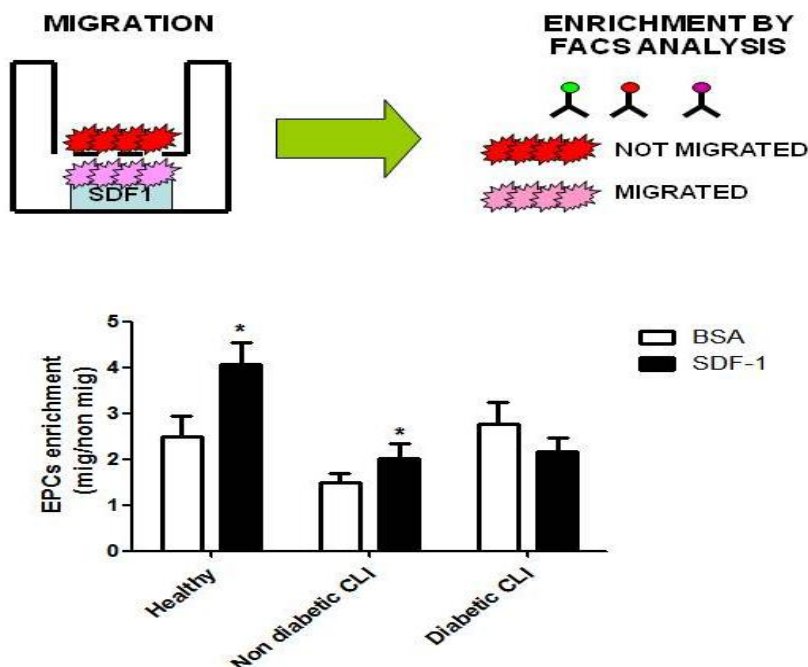 MIGRATION
SDF1
ENRICHMENT BY
FACS ANALYSIS
NOT MIGRATED
MIGRATED
EPCs enrichment
(mig/non mig)
5
4
3
2
1
0
*
*
Healthy
Non diabetic CLI
Diabetic CLI
BSA
SDF-1